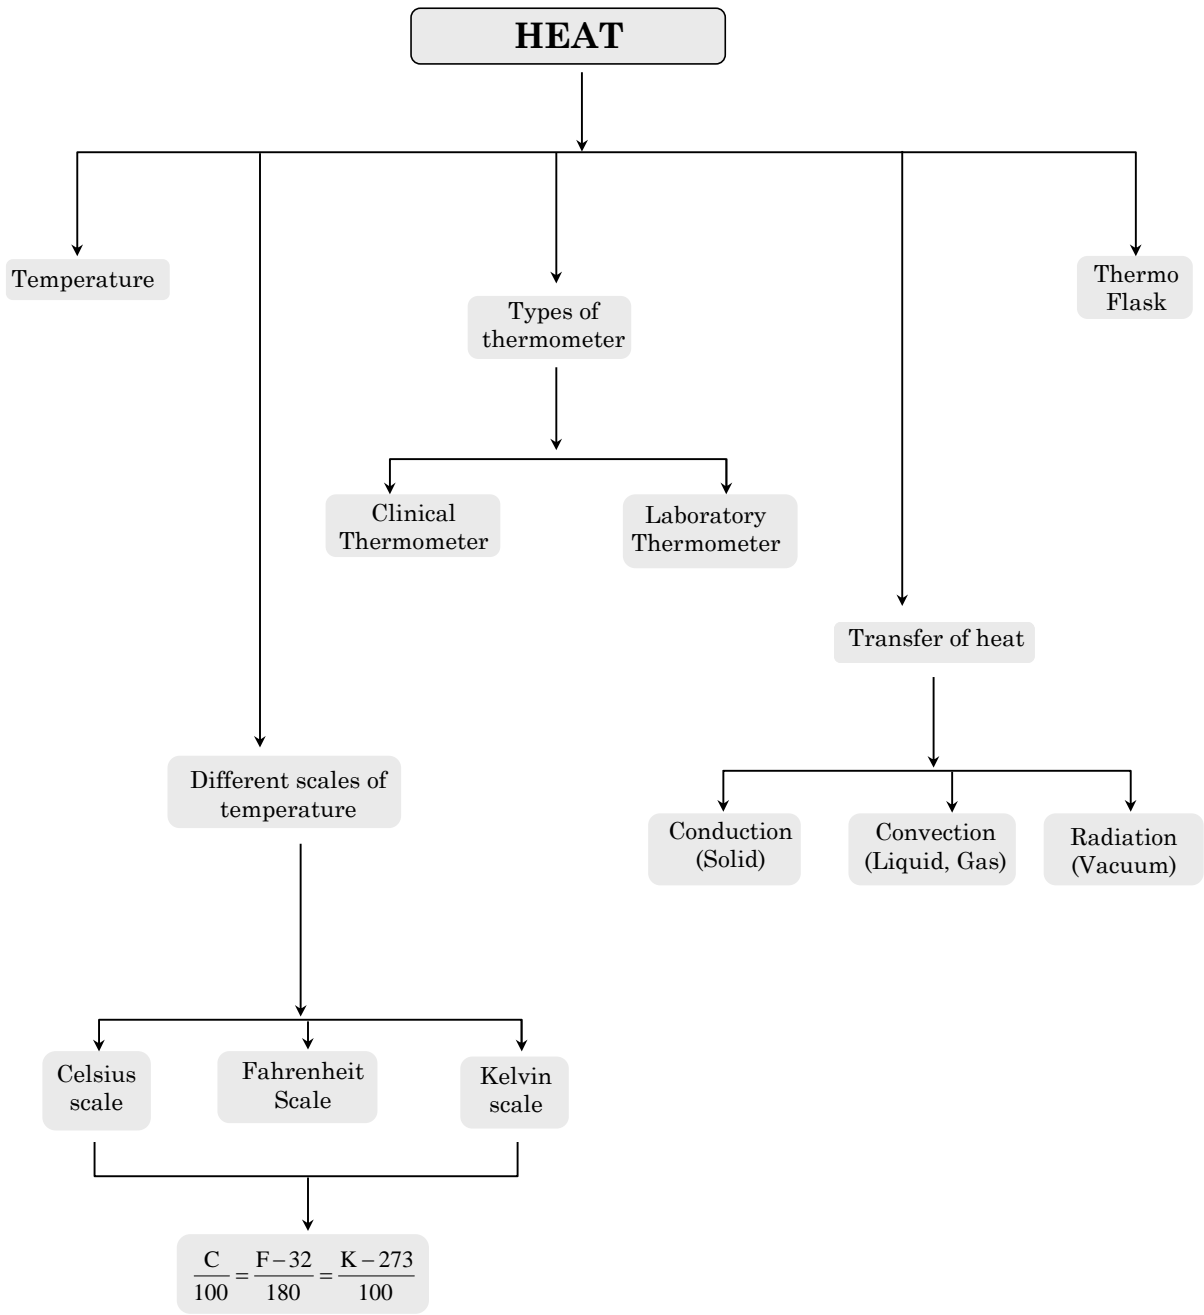 HEAT
Temperature
Types of
thermometer
Thermo
Flask
Clinical
Thermometer
Laboratory
Thermometer
Transfer of heat
Different scales of
temperature
Conduction
(Solid)
Convection
(Liquid, Gas)
Radiation
(Vacuum)
Celsius
scale
Fahrenheit
Scale
Kelvin
scale
C/100 = F − 32/180 = K − 273/100